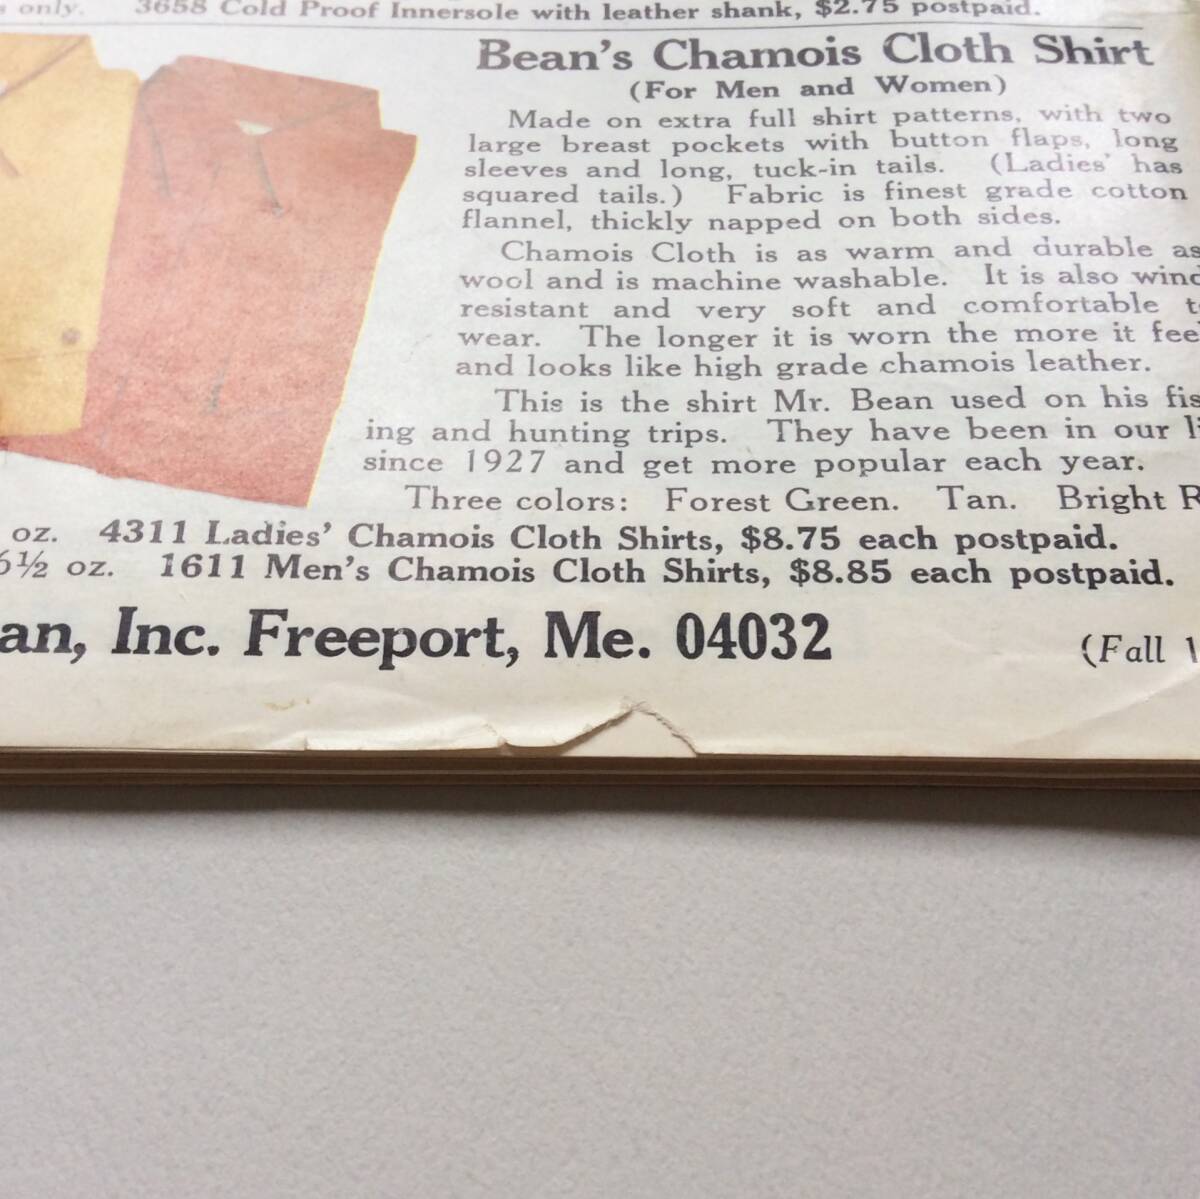 only. 3658 Cold Proof Innersole with leather shank, $2.75 postpaid.
Bean's Chamois Cloth Shirt
(For Men and Women)
Made on extra full shirt patterns, with two
large breast pockets with button flaps, long
sleeves and long, tuck-in tails. (Ladies' has
squared tails.) Fabric is finest grade cotton
flannel, thickly napped on both sides.
Chamois Cloth is as warm and durable as
wool and is machine washable. It is also wind
resistant and very soft and comfortable
wear. The longer it is worn the more it
and looks like high grade chamois leather.
This is the shirt Mr. Bean used on his
ing and hunting trips. They have been in our
since 1927 and get more popular each year.
Three colors: Forest Green. Tan. Bright
oz. 4311 Ladies' Chamois Cloth Shirts, $8.75 each postpaid.
6½ oz. 1611 Men's Chamois Cloth Shirts, $8.85 each postpaid.
an, Inc. Freeport, Me. 04032 (Fall